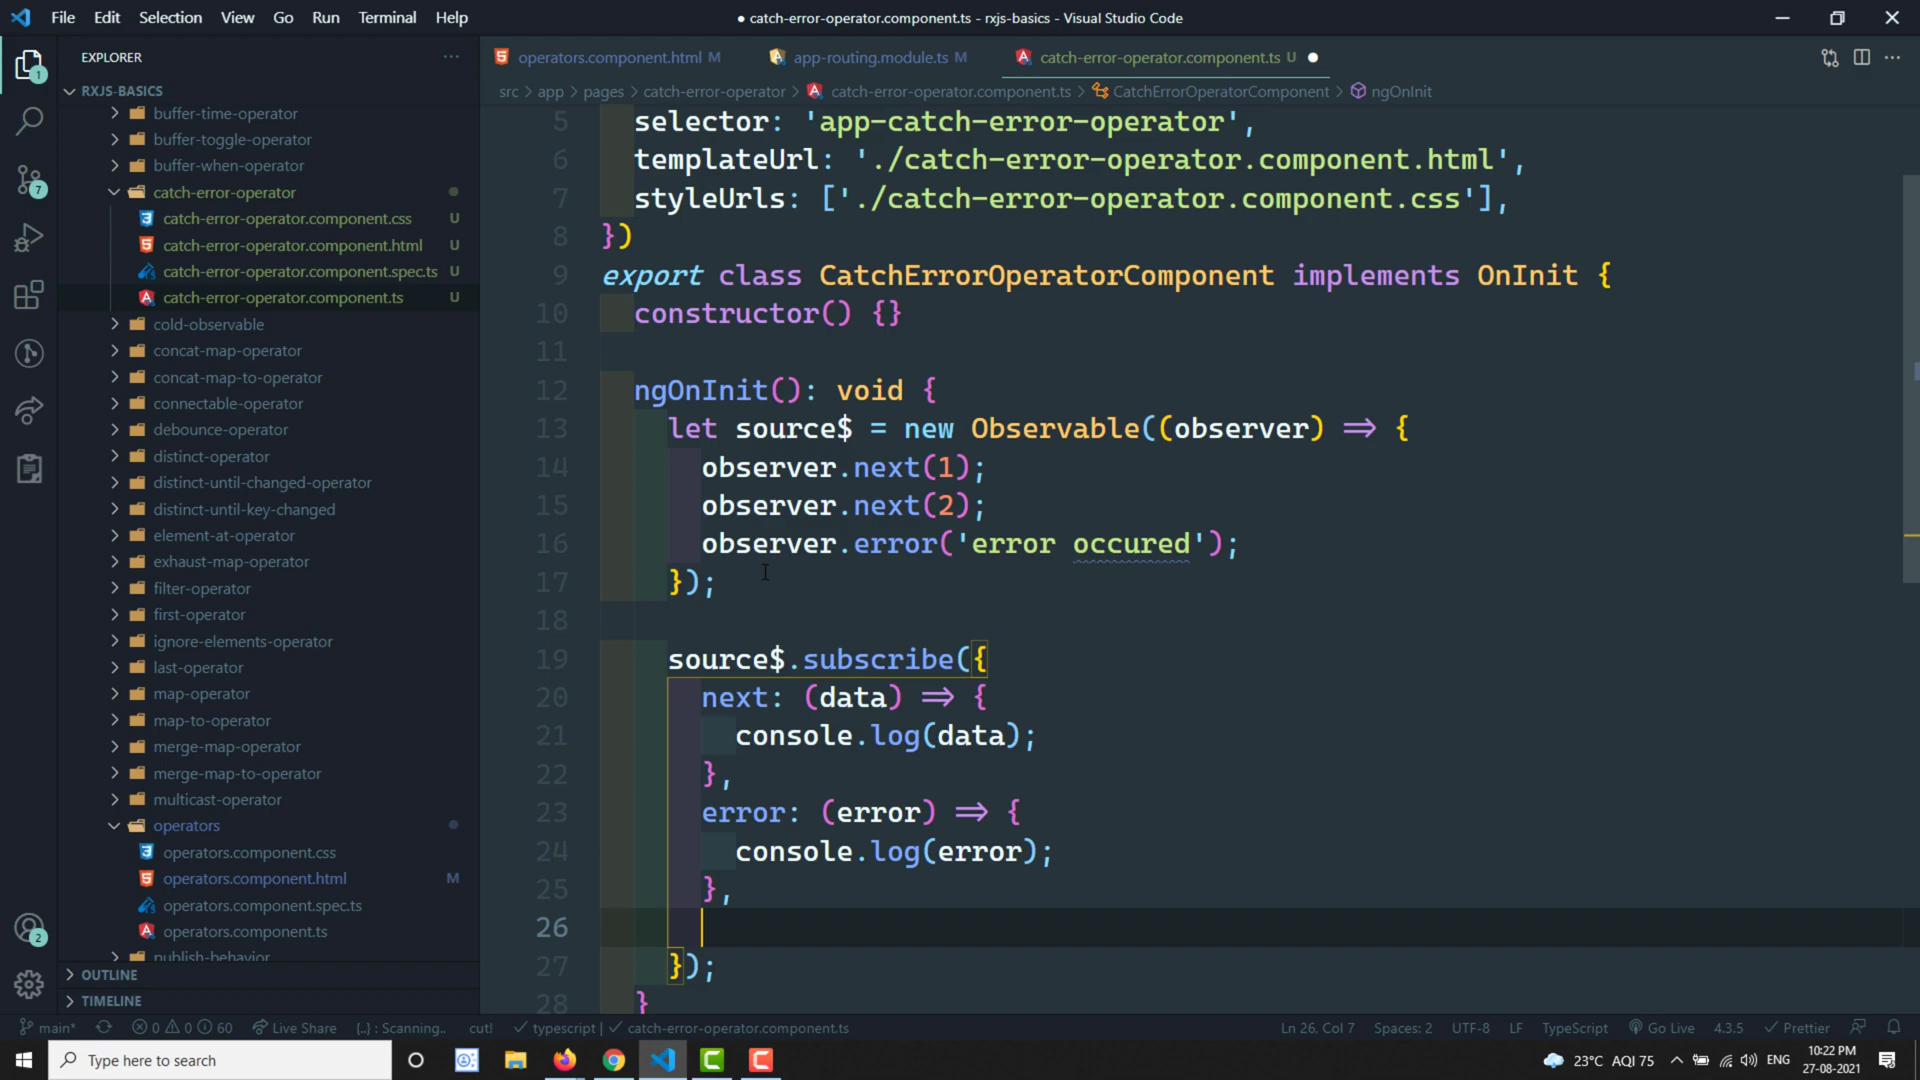 File Edit Selection View Go Run Terminal Help
● catch-error-operator.component.ts - rxjs-basics - Visual Studio Code
EXPLORER
RXJS-BASICS
buffer-time-operator
buffer-toggle-operator
buffer-when-operator
catch-error-operator
catch-error-operator.component.css U
catch-error-operator.component.html U
catch-error-operator.component.spec.ts U
catch-error-operator.component.ts U
cold-observable
concat-map-operator
concat-map-to-operator
connectable-operator
debounce-operator
distinct-operator
distinct-until-changed-operator
distinct-until-key-changed
element-at-operator
exhaust-map-operator
filter-operator
first-operator
ignore-elements-operator
last-operator
map-operator
map-to-operator
merge-map-operator
merge-map-to-operator
multicast-operator
operators
operators.component.css
operators.component.html M
operators.component.spec.ts
operators.component.ts
publish-behavior
OUTLINE
TIMELINE
1
7
2
operators.component.html M
app-routing.module.ts M
catch-error-operator.component.ts U
src > app > pages > catch-error-operator > catch-error-operator.component.ts > CatchErrorOperatorComponent > ngOnInit
5 selector: 'app-catch-error-operator',
6 templateUrl: './catch-error-operator.component.html',
7 styleUrls: ['./catch-error-operator.component.css'],
8 })
9 export class CatchErrorOperatorComponent implements OnInit {
10 constructor() {}
11
12 ngOnInit(): void {
13 let source$ = new Observable((observer) => {
14 observer.next(1);
15 observer.next(2);
16 observer.error('error occured');
17 });
18
19 source$.subscribe({
20 next: (data) => {
21 console.log(data);
22 },
23 error: (error) => {
24 console.log(error);
25 },
26
27 });
28 }
main* 0 0 60 Live Share {..} : Scanning.. cut! typescript | catch-error-operator.component.ts
Ln 26, Col 7 Spaces: 2 UTF-8 LF TypeScript Go Live 4.3.5 Prettier
Type here to search
23°C AQI 75 ENG
10:22 PM
27-08-2021